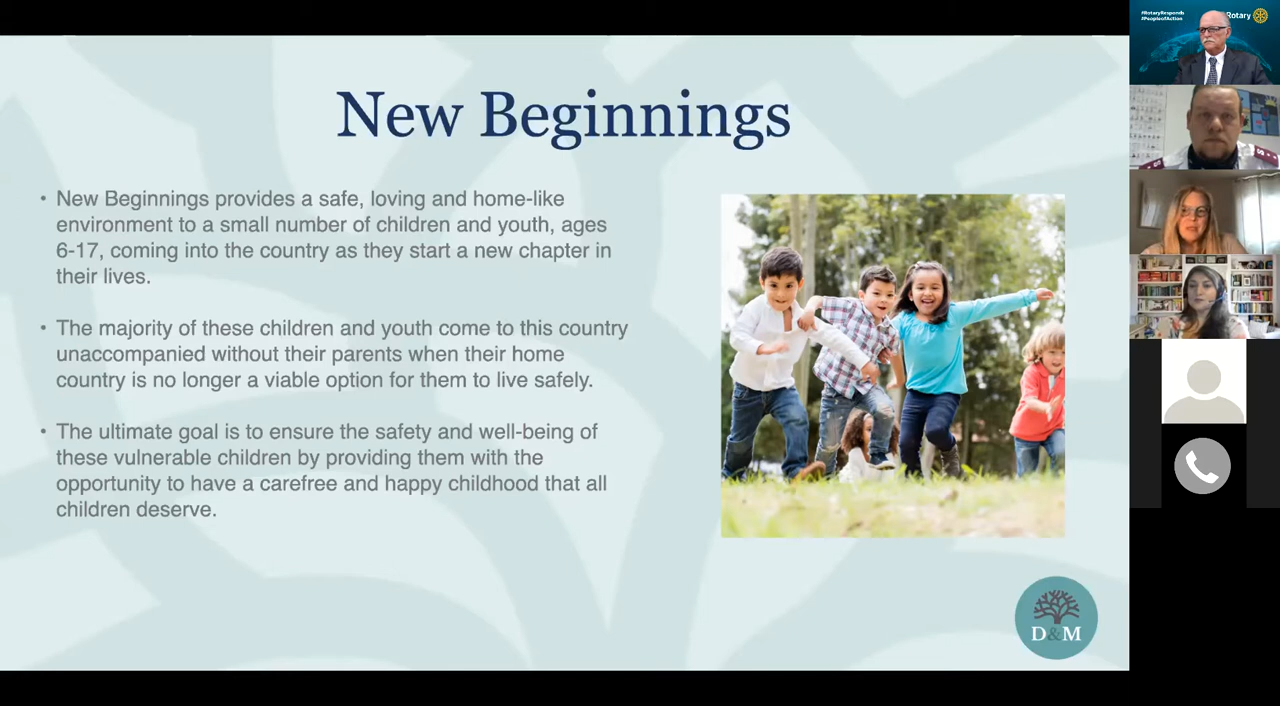 New Beginnings
• New Beginnings provides a safe, loving and home-like
environment to a small number of children and youth, ages
6-17, coming into the country as they start a new chapter in
their lives.
• The majority of these children and youth come to this country
unaccompanied without their parents when their home
country is no longer a viable option for them to live safely.
• The ultimate goal is to ensure the safety and well-being of
these vulnerable children by providing them with the
opportunity to have a carefree and happy childhood that all
children deserve.
D&M
#RotaryResponds
#PeopleofAction
Rotary